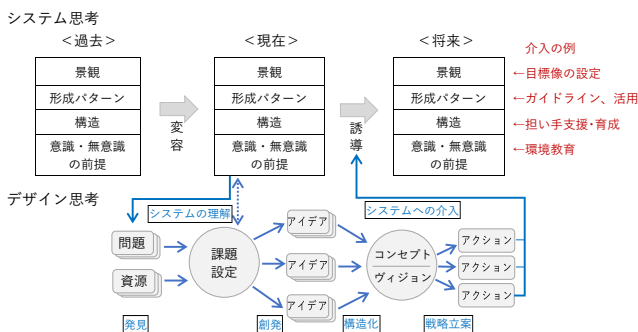 システム思考
＜過去＞
＜現在＞
＜将来＞
介入の例
景観
形成パターン
構造
意識・無意識
の前提
変容
景観
形成パターン
構造
意識・無意識
の前提
誘導
景観
形成パターン
構造
意識・無意識
の前提
←目標像の設定
←ガイドライン、活用
←担い手支援・育成
←環境教育
デザイン思考
システムの理解
システムへの介入
問題
資源
課題
設定
アイデア
アイデア
アイデア
コンセプト
ヴィジョン
アクション
アクション
アクション
発見
創発
構造化
戦略立案